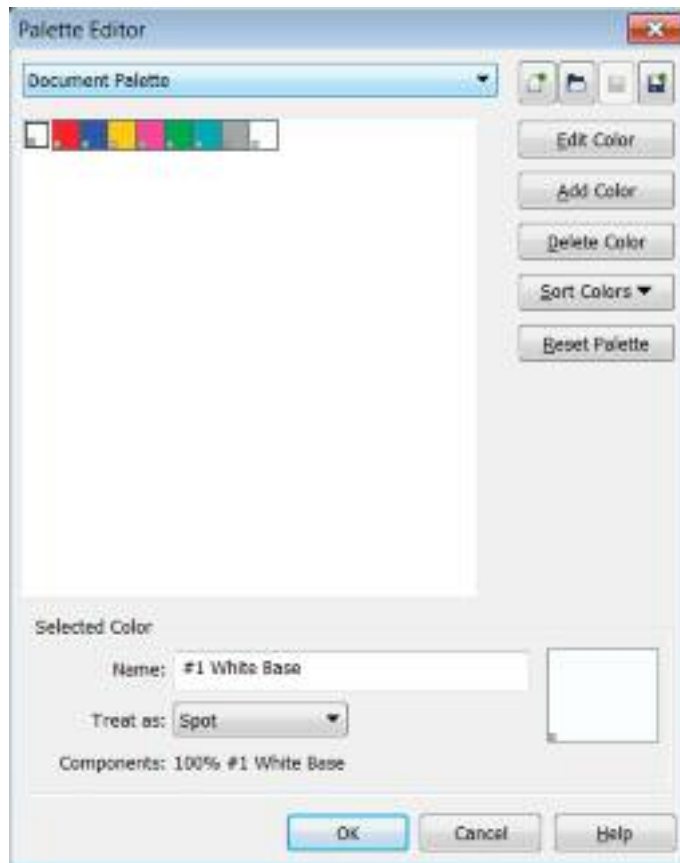 Palette Editor
Document Palette
Edit Color
Add Color
Delete Color
Sort Colors
Reset Palette
Selected Color
Name: #1 White Base
Treat as: Spot
Components: 100% #1 White Base
OK Cancel Help